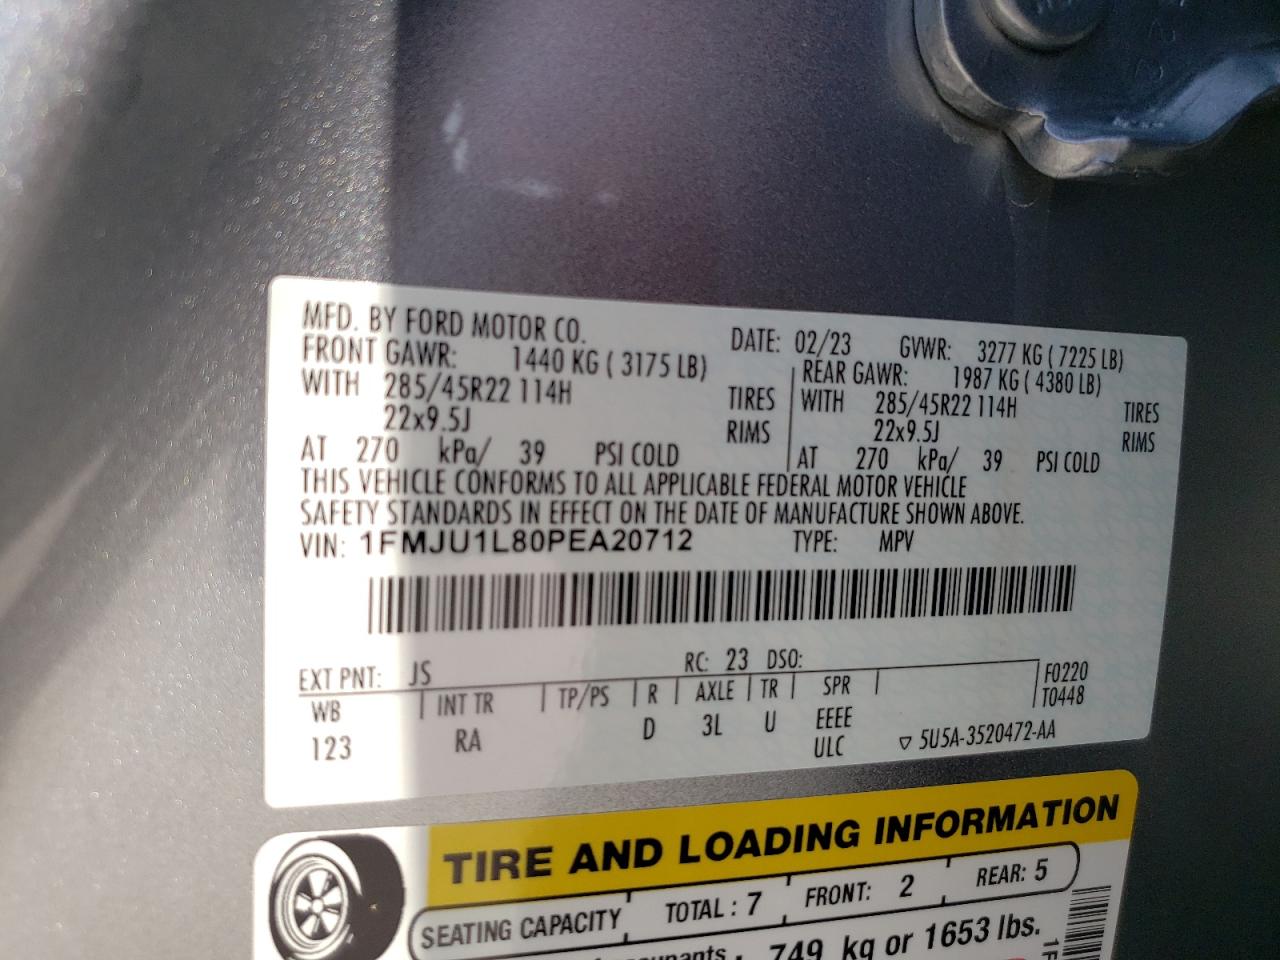 MFD. BY FORD MOTOR CO. DATE: 02/23 GVWR: 3277 KG ( 7225 LB)
FRONT GAWR: 1440 KG ( 3175 LB) REAR GAWR: 1987 KG ( 4380 LB)
WITH 285/45R22 114H TIRES WITH 285/45R22 114H TIRES
22x9.5J RIMS 22x9.5J RIMS
AT 270 kPa/ 39 PSI COLD AT 270 kPa/ 39 PSI COLD
THIS VEHICLE CONFORMS TO ALL APPLICABLE FEDERAL MOTOR VEHICLE
SAFETY STANDARDS IN EFFECT ON THE DATE OF MANUFACTURE SHOWN ABOVE.
VIN: 1FMJU1L80PEA20712 TYPE: MPV
EXT PNT: JS RC: 23 DSO: F0220
WB INT TR TP/PS R AXLE TR SPR T0448
123 RA D 3L U EEEE
ULC ▽ 5U5A-3520472-AA
TIRE AND LOADING INFORMATION
SEATING CAPACITY TOTAL : 7 FRONT: 2 REAR: 5
749 kg or 1653 lbs.